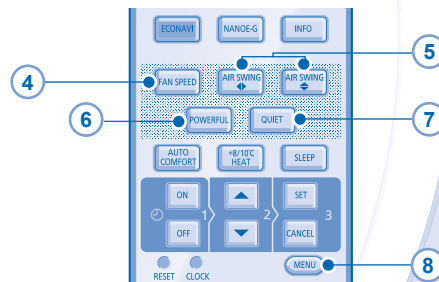 ECONAVI NANOE-G INFO
5
4 FAN SPEED AIR SWING AIR SWING
6 POWERFUL QUIET 7
AUTO COMFORT +8/10℃ HEAT SLEEP
ON 1 2 SET 3
OFF CANCEL
MENU 8
RESET CLOCK